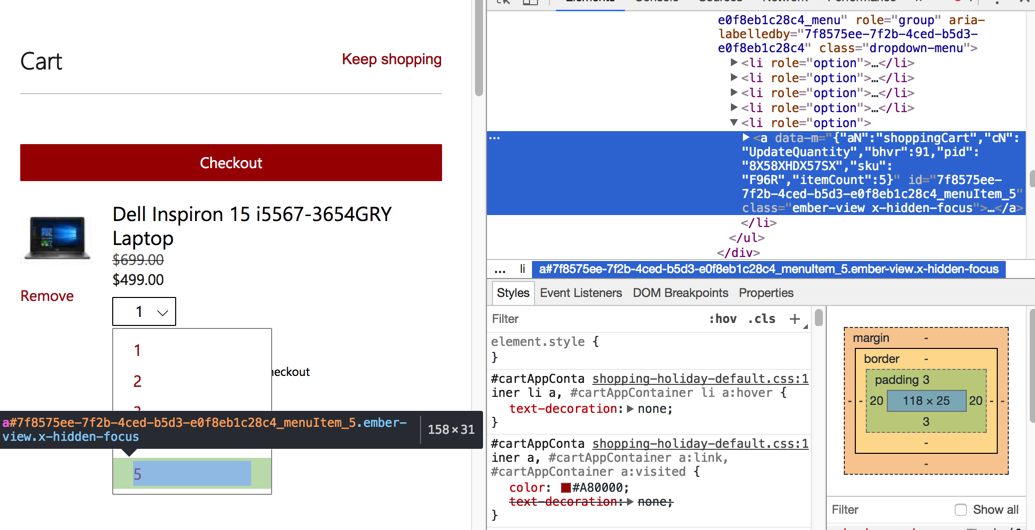 Cart
Keep shopping
Checkout
Dell Inspiron 15 i5567-3654GRY
Laptop
$699.00
$499.00
Remove
1
1
2
heckout
a#7f8575ee-7f2b-4ced-b5d3-e0f8eb1c28c4_menuItem_5.ember-
view.x-hidden-focus
158×31
5
e0f8eb1c28c4_menu" role="group" aria-
labelledby="7f8575ee-7f2b-4ced-b5d3-
e0f8eb1c28c4" class="dropdown-menu">
▶<li role="option">…</li>
▶<li role="option">…</li>
▶<li role="option">…</li>
▶<li role="option">…</li>
▼<li role="option">
… ▶<a data-m="{"aN":"shoppingCart","cN":
"UpdateQuantity","bhvr":91,"pid":
"8X58XHDX57SX","sku":
"F96R","itemCount":5}" id="7f8575ee-
7f2b-4ced-b5d3-e0f8eb1c28c4_menuItem_5"
class="ember-view x-hidden-focus">…</a>
</li>
</ul>
</div>
… li a#7f8575ee-7f2b-4ced-b5d3-e0f8eb1c28c4_menuItem_5.ember-view.x-hidden-focus
Styles Event Listeners DOM Breakpoints Properties
Filter :hov .cls +
element.style {
}
#cartAppConta shopping-holiday-default.css:1
iner li a, #cartAppContainer li a:hover {
text-decoration:▶ none;
}
#cartAppConta shopping-holiday-default.css:1
iner a, #cartAppContainer a:link,
#cartAppContainer a:visited {
color: #A80000;
text-decoration:▶ none;
}
margin -
border -
padding 3
- - 20 118 × 25 20 - -
3
-
-
Filter Show all